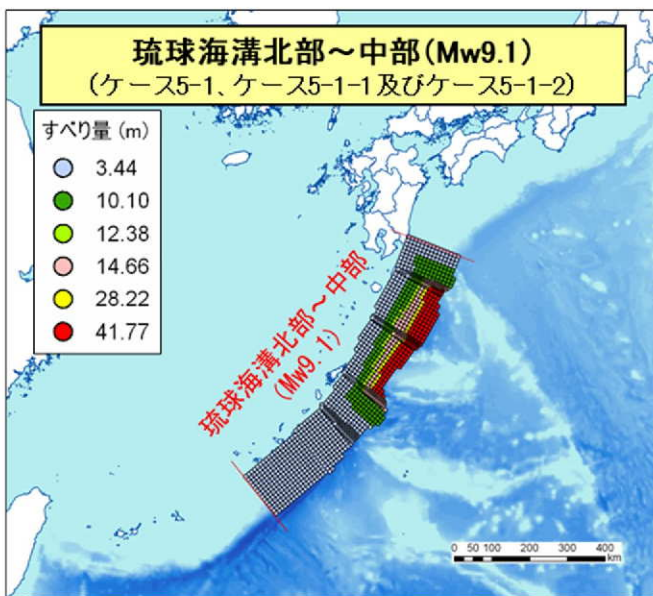 琉球海溝北部～中部(Mw9.1)
(ケース5-1、ケース5-1-1及びケース5-1-2)
すべり量 (m)
3.44
10.10
12.38
14.66
28.22
41.77
琉球海溝北部～中部
(Mw9.1)
0 50 100 200 300 400
km